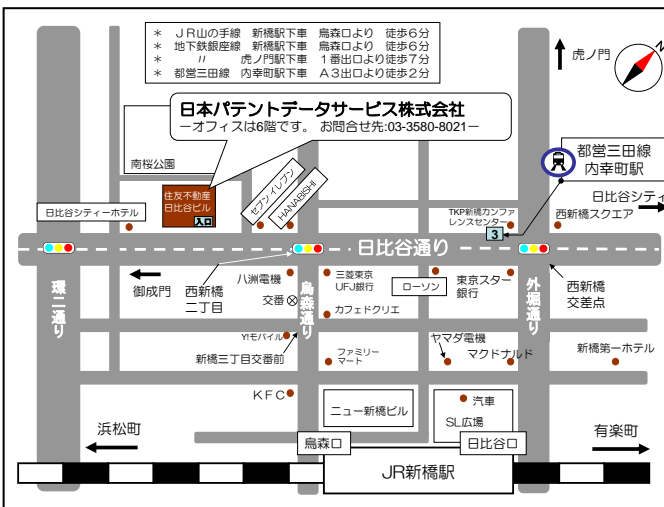 ＊ ＪＲ山の手線 新橋駅下車 烏森口より 徒歩６分
＊ 地下鉄銀座線 新橋駅下車 烏森口より 徒歩６分
＊ 〃 虎ノ門駅下車 １番出口より徒歩７分
＊ 都営三田線 内幸町駅下車 Ａ３出口より徒歩２分
虎ノ門
N
日本パテントデータサービス株式会社
－オフィスは6階です。 お問合せ先:03-3580-8021－
都営三田線
内幸町駅
南桜公園
住友不動産
日比谷ビル
入口
セブンイレブン
HANABISHI
日比谷シティーホテル
TKP新橋カンファ
レンスセンター
3
日比谷シティ
西新橋スクエア
日比谷通り
御成門
西新橋
二丁目
八洲電機
交番
三菱東京
UFJ銀行
ローソン
東京スター
銀行
西新橋
交差点
環二通り
烏森通り
外堀通り
カフェドクリエ
Y!モバイル
新橋三丁目交番前
ファミリー
マート
ヤマダ電機
マクドナルド
新橋第一ホテル
ＫＦＣ
ニュー新橋ビル
汽車
SL広場
浜松町
烏森口
日比谷口
有楽町
JR新橋駅